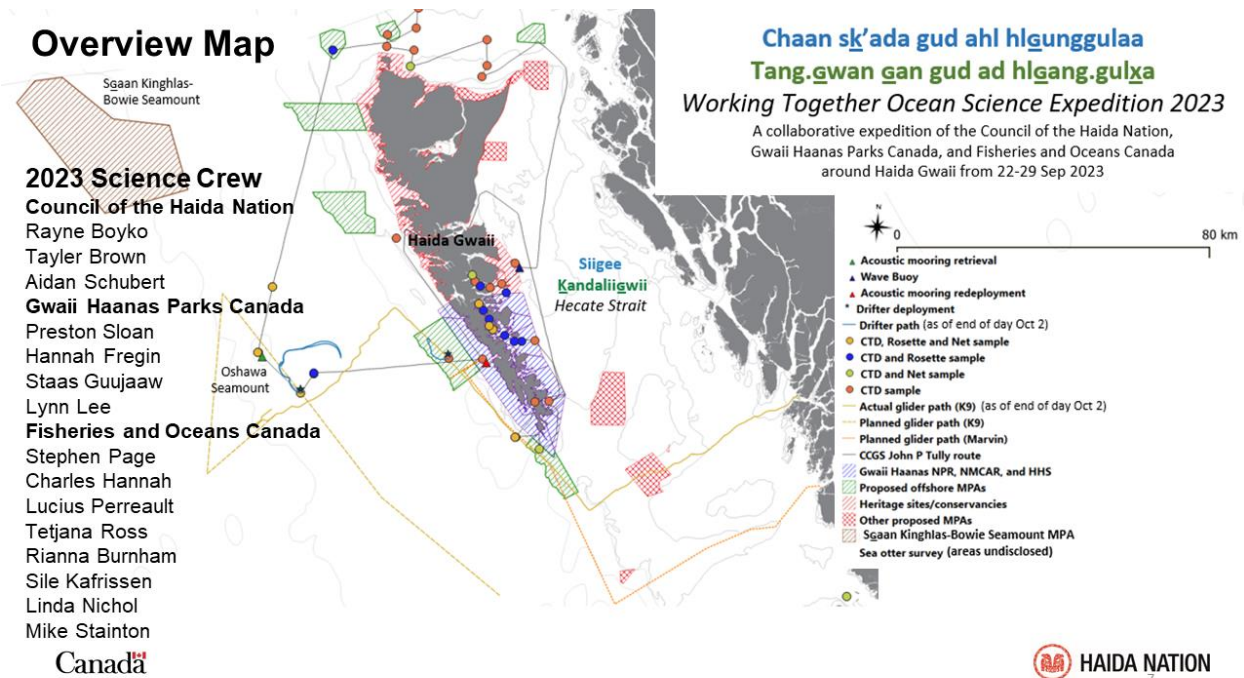 Overview Map
Sg̲aan Kinghlas-
Bowie Seamount
2023 Science Crew
Council of the Haida Nation
Rayne Boyko
Tayler Brown
Aidan Schubert
Gwaii Haanas Parks Canada
Preston Sloan
Hannah Fregin
Staas Guujaaw
Lynn Lee
Fisheries and Oceans Canada
Stephen Page
Charles Hannah
Lucius Perreault
Tetjana Ross
Rianna Burnham
Sile Kafrissen
Linda Nichol
Mike Stainton
Canada
Oshawa
Seamount
Haida Gwaii
Siigee
K̲andaliig̲wii
Hecate Strait
Chaan sk̲'ada gud ahl hlg̲unggulaa
Tang.g̲wan g̲an gud ad hlg̲ang.gulx̲a
Working Together Ocean Science Expedition 2023
A collaborative expedition of the Council of the Haida Nation,
Gwaii Haanas Parks Canada, and Fisheries and Oceans Canada
around Haida Gwaii from 22-29 Sep 2023
N
0 80 km
Acoustic mooring retrieval
Wave Buoy
Acoustic mooring redeployment
Drifter deployment
Drifter path (as of end of day Oct 2)
CTD, Rosette and Net sample
CTD and Rosette sample
CTD and Net sample
CTD sample
Actual glider path (K9) (as of end of day Oct 2)
Planned glider path (K9)
Planned glider path (Marvin)
CCGS John P Tully route
Gwaii Haanas NPR, NMCAR, and HHS
Proposed offshore MPAs
Heritage sites/conservancies
Other proposed MPAs
Sg̲aan Kinghlas-Bowie Seamount MPA
Sea otter survey (areas undisclosed)
HAIDA NATION